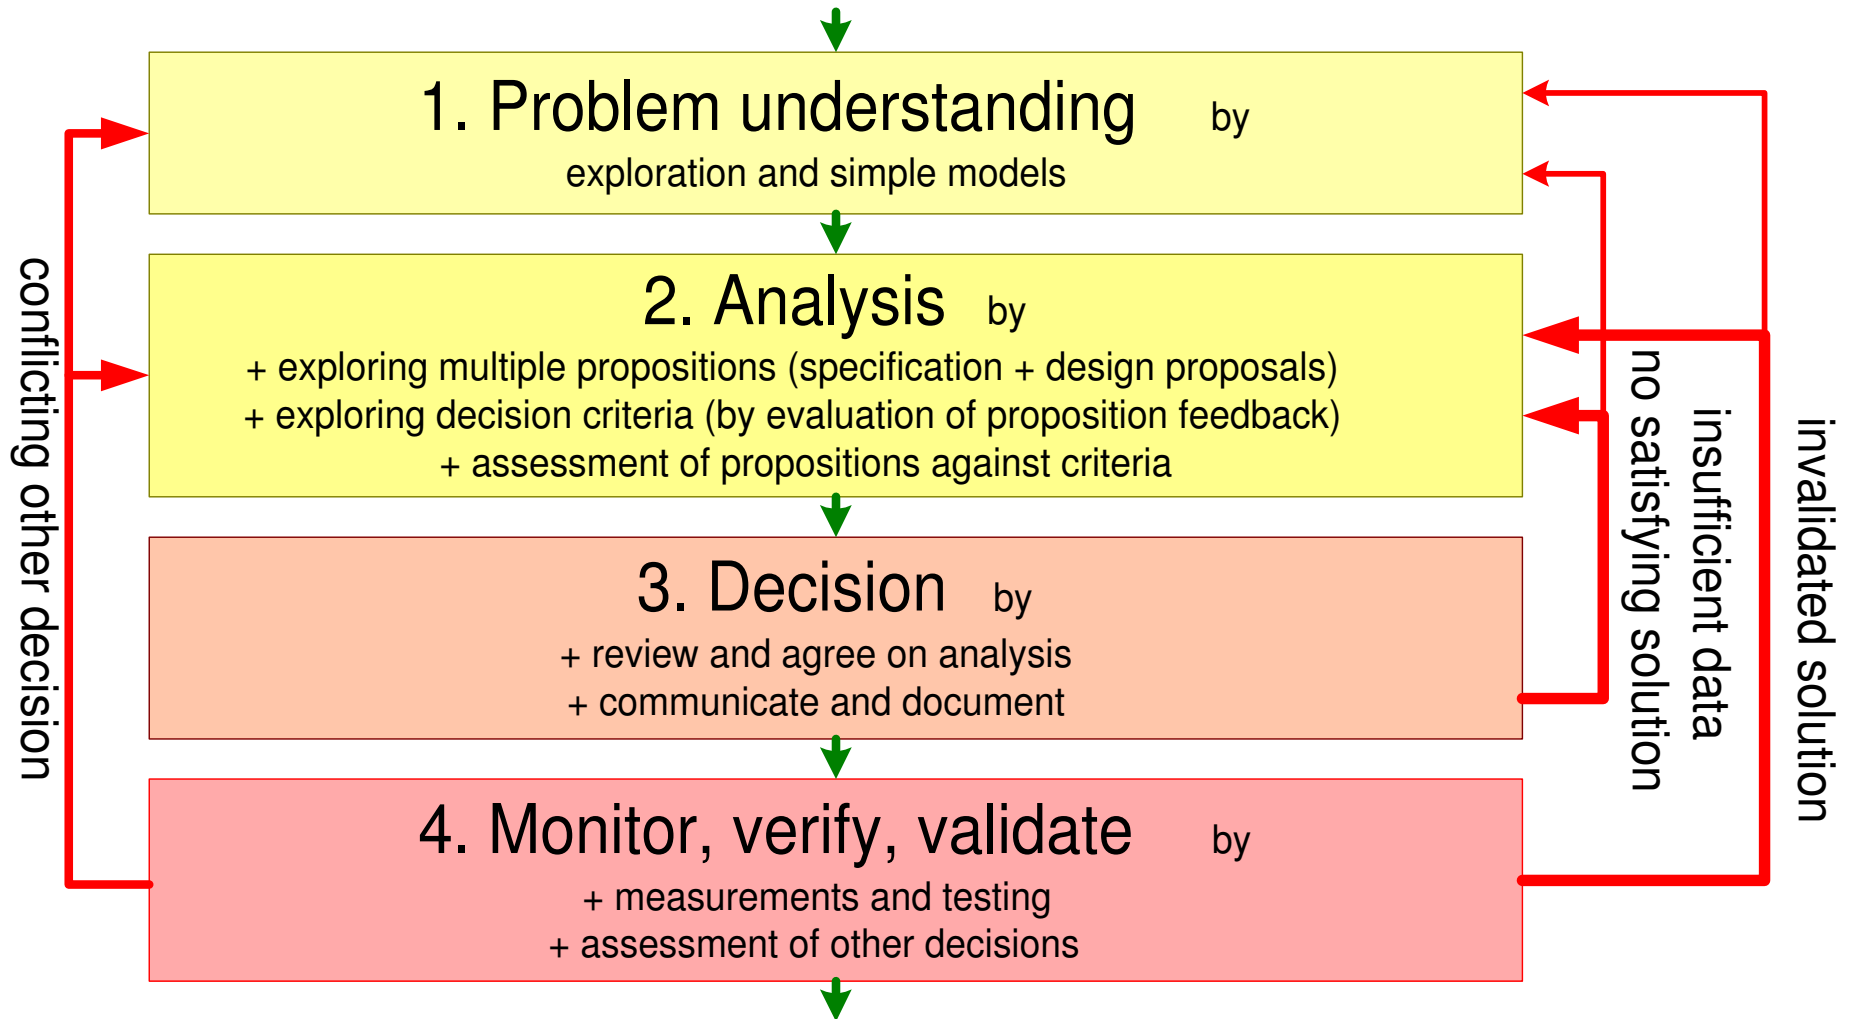 1. Problem understanding by
exploration and simple models
2. Analysis by
+ exploring multiple propositions (specification + design proposals)
+ exploring decision criteria (by evaluation of proposition feedback)
+ assessment of propositions against criteria
3. Decision by
+ review and agree on analysis
+ communicate and document
4. Monitor, verify, validate by
+ measurements and testing
+ assessment of other decisions
conflicting other decision
insufficient data
no satisfying solution
invalidated solution